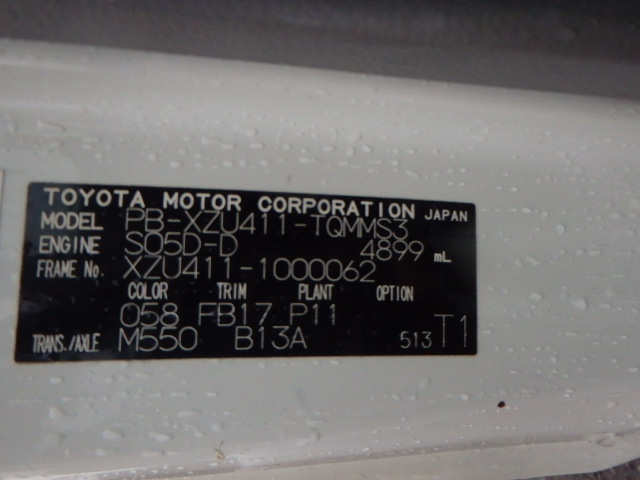 TOYOTA MOTOR CORPORATION JAPAN
MODEL PB-XZU411-TQMMS3
ENGINE S05D-D 4899 mL
FRAME No. XZU411-1000062
COLOR TRIM PLANT OPTION
058 FB17 P11
TRANS./AXLE M550 B13A 513 T1